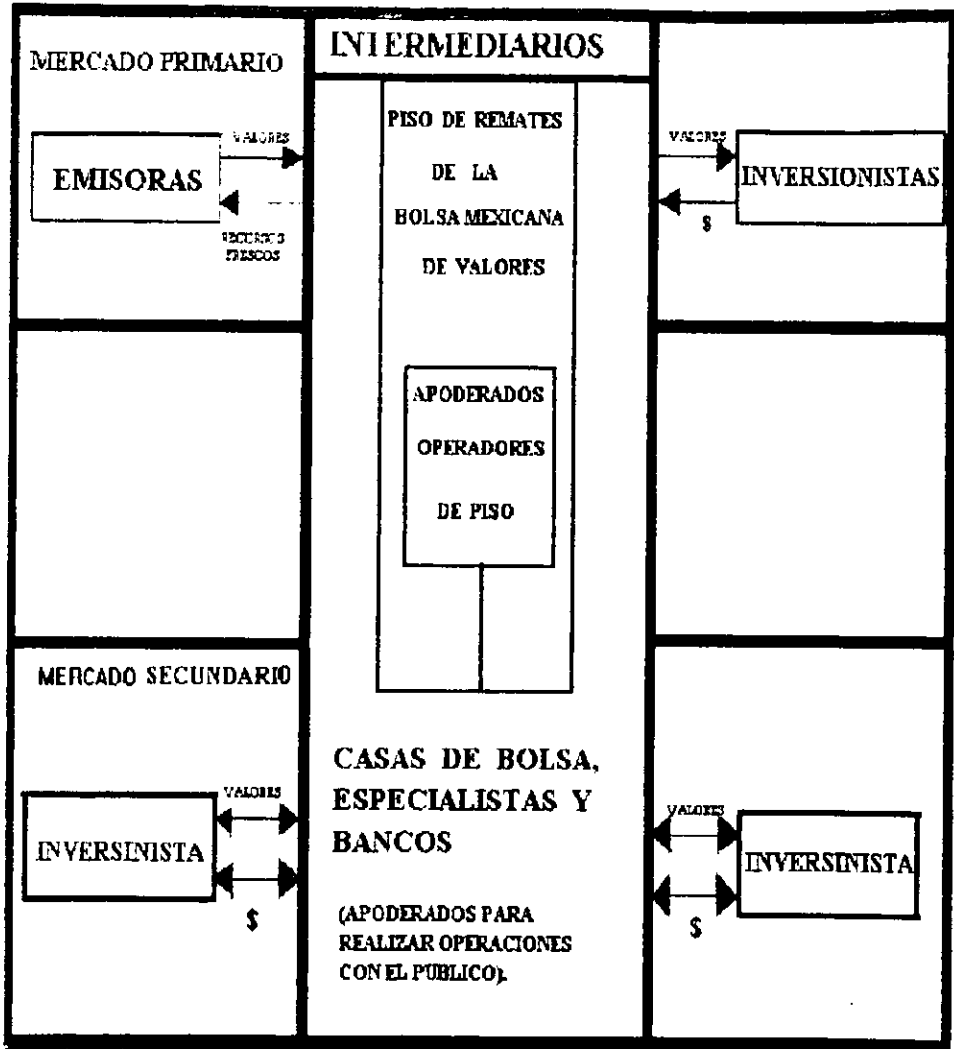 MERCADO PRIMARIO
VALORES
EMISORAS
RECURSOS
FRESCOS
INTERMEDIARIOS
PISO DE REMATES
DE LA
BOLSA MEXICANA
DE VALORES
APODERADOS
OPERADORES
DE PISO
VALORES
INVERSIONISTAS
$
MERCADO SECUNDARIO
VALORES
INVERSINISTA
$
CASAS DE BOLSA,
ESPECIALISTAS Y
BANCOS
(APODERADOS PARA
REALIZAR OPERACIONES
CON EL PUBLICO).
VALORES
INVERSINISTA
$